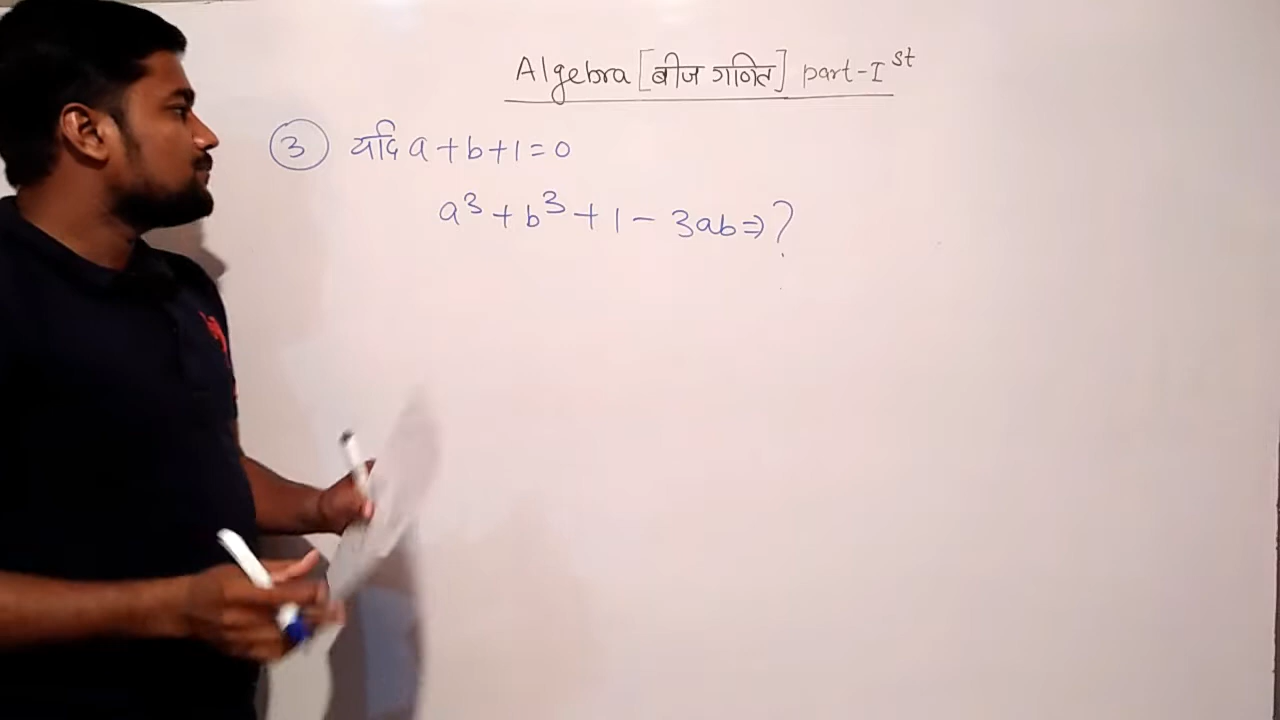 Algebra [बीज गणित] part-Iˢᵗ
③ यदि a+b+1=0
a³+b³+1-3ab⇒?